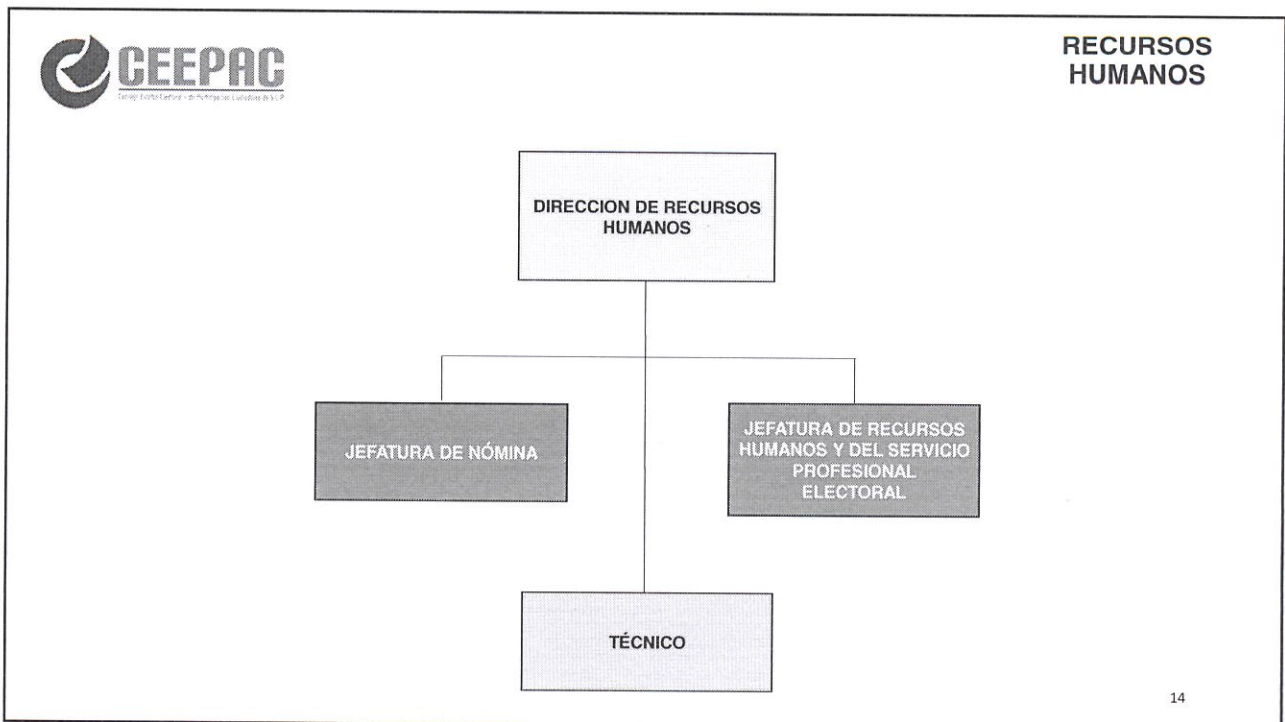 CEEPAC
RECURSOS
HUMANOS
DIRECCION DE RECURSOS
HUMANOS
JEFATURA DE NÓMINA
JEFATURA DE RECURSOS
HUMANOS Y DEL SERVICIO
PROFESIONAL
ELECTORAL
TÉCNICO
14